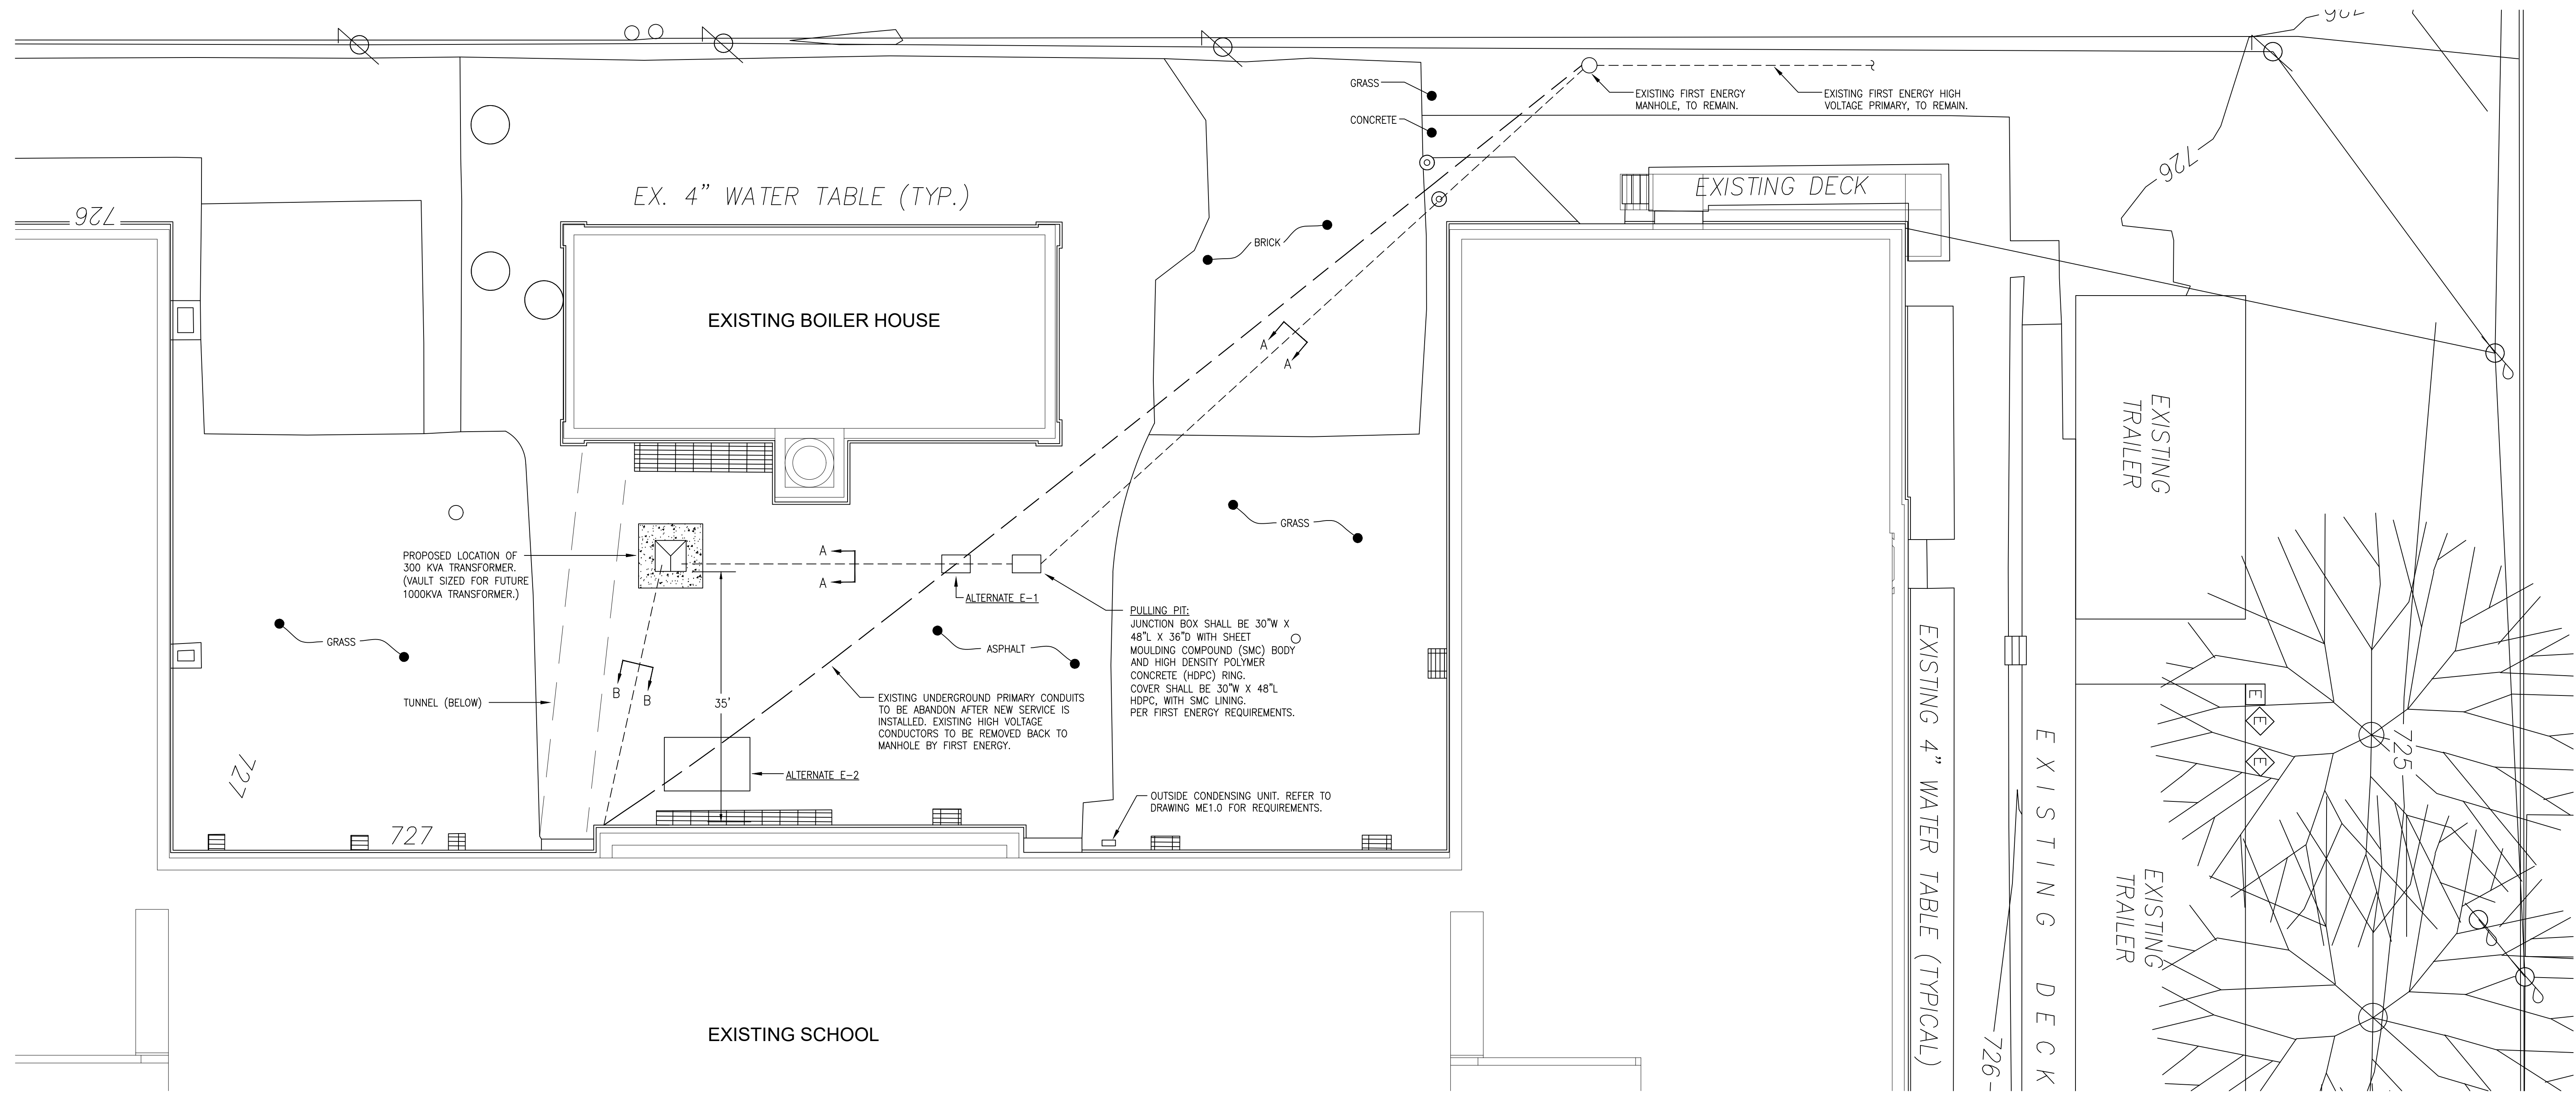 726
GRASS
CONCRETE
EXISTING FIRST ENERGY
MANHOLE, TO REMAIN.
EXISTING FIRST ENERGY HIGH
VOLTAGE PRIMARY, TO REMAIN.
726
EX. 4" WATER TABLE (TYP.)
EXISTING DECK
726
BRICK
EXISTING BOILER HOUSE
A
A
EXISTING
TRAILER
GRASS
PROPOSED LOCATION OF
300 KVA TRANSFORMER.
(VAULT SIZED FOR FUTURE
1000KVA TRANSFORMER.)
A
A
ALTERNATE E-1
PULLING PIT:
JUNCTION BOX SHALL BE 30"W X
48"L X 36"D WITH SHEET
MOULDING COMPOUND (SMC) BODY
AND HIGH DENSITY POLYMER
CONCRETE (HDPC) RING.
COVER SHALL BE 30"W X 48"L
HDPC, WITH SMC LINING.
PER FIRST ENERGY REQUIREMENTS.
GRASS
ASPHALT
B
B
TUNNEL (BELOW)
35'
EXISTING UNDERGROUND PRIMARY CONDUITS
TO BE ABANDON AFTER NEW SERVICE IS
INSTALLED. EXISTING HIGH VOLTAGE
CONDUCTORS TO BE REMOVED BACK TO
MANHOLE BY FIRST ENERGY.
E
E
E
725
727
ALTERNATE E-2
OUTSIDE CONDENSING UNIT. REFER TO
DRAWING ME1.0 FOR REQUIREMENTS.
727
EXISTING 4" WATER TABLE (TYPICAL)
EXISTING DECK
EXISTING
TRAILER
EXISTING SCHOOL
726